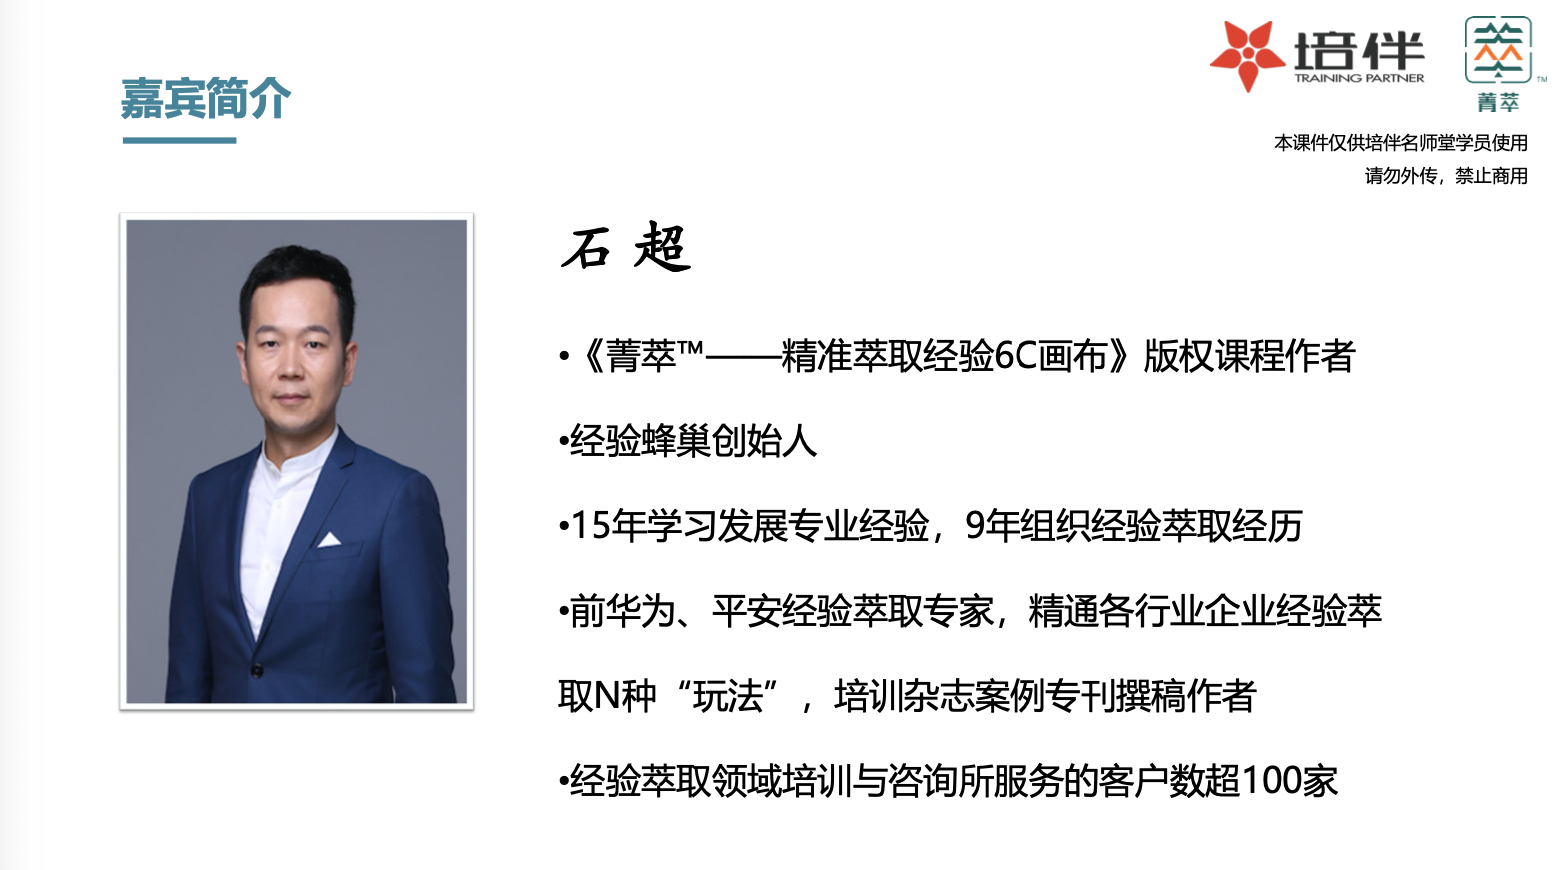 嘉宾简介
培伴
TRAINING PARTNER
TM
菁萃
本课件仅供培伴名师堂学员使用
请勿外传，禁止商用
石 超
•《菁萃™——精准萃取经验6C画布》版权课程作者
•经验蜂巢创始人
•15年学习发展专业经验，9年组织经验萃取经历
•前华为、平安经验萃取专家，精通各行业企业经验萃
取N种“玩法”，培训杂志案例专刊撰稿作者
•经验萃取领域培训与咨询所服务的客户数超100家